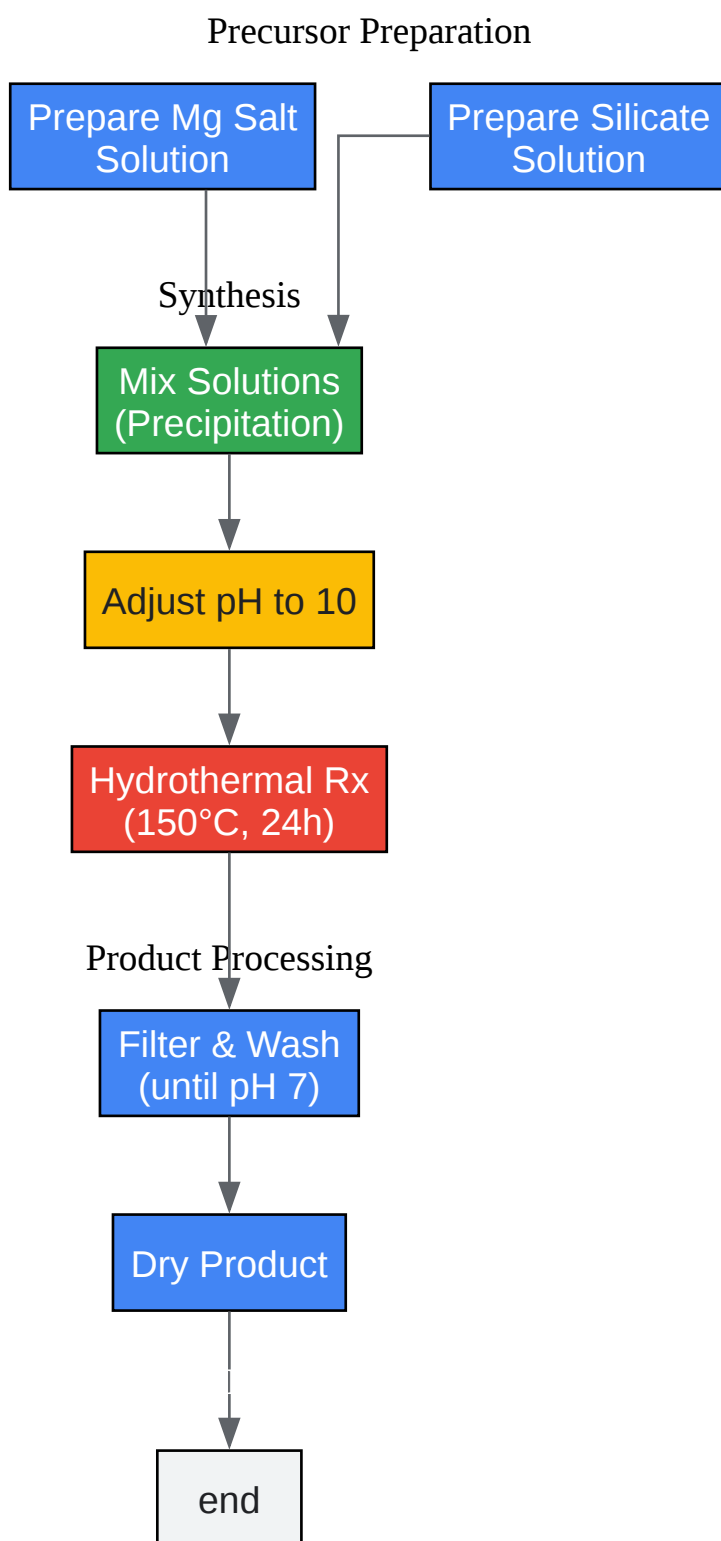 Precursor Preparation
Prepare Mg Salt
Solution
Prepare Silicate
Solution
Synthesis
Mix Solutions
(Precipitation)
Adjust pH to 10
Hydrothermal Rx
(150°C, 24h)
Product Processing
Filter & Wash
(until pH 7)
Dry Product
end